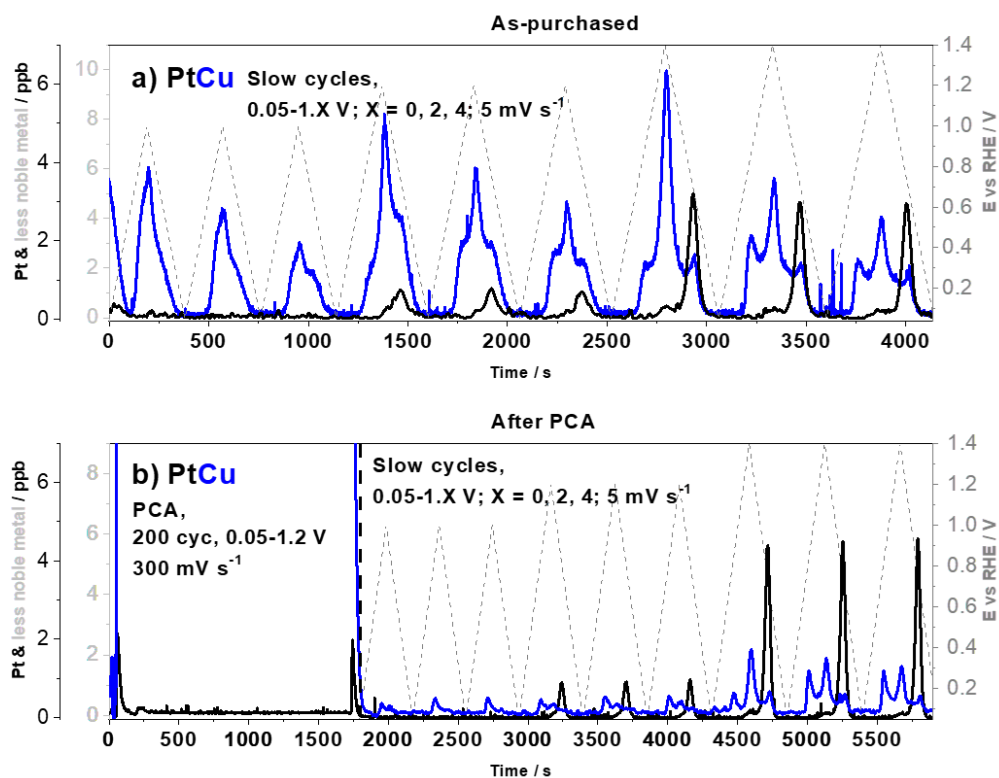 As-purchased
a) PtCu
Slow cycles,
0.05-1.X V; X = 0, 2, 4; 5 mV s⁻¹
Pt & less noble metal / ppb
6
4
2
0
10
8
6
4
2
0
0 500 1000 1500 2000 2500 3000 3500 4000
Time / s
1.4
1.2
1.0
0.8
0.6
0.4
0.2
E vs RHE / V
After PCA
b) PtCu
PCA,
200 cyc, 0.05-1.2 V
300 mV s⁻¹
Slow cycles,
0.05-1.X V; X = 0, 2, 4; 5 mV s⁻¹
Pt & less noble metal / ppb
6
4
2
0
8
6
4
2
0
0 500 1000 1500 2000 2500 3000 3500 4000 4500 5000 5500
Time / s
1.4
1.2
1.0
0.8
0.6
0.4
0.2
E vs RHE / V